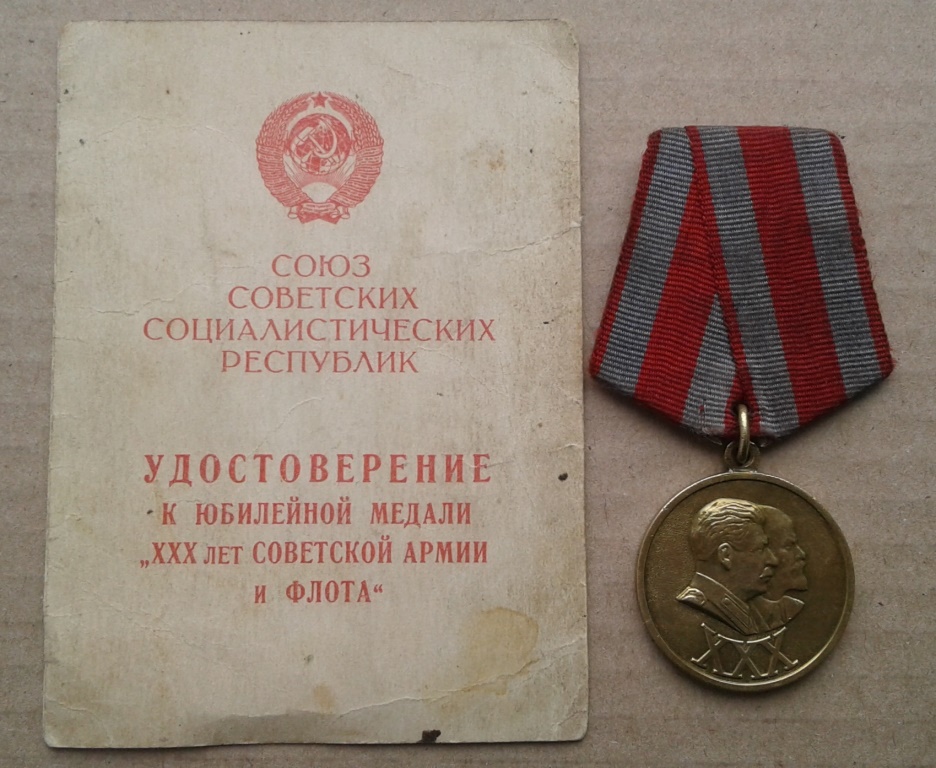 СОЮЗ
СОВЕТСКИХ
СОЦИАЛИСТИЧЕСКИХ
РЕСПУБЛИК
УДОСТОВЕРЕНИЕ
К ЮБИЛЕЙНОЙ МЕДАЛИ
„XXX лет СОВЕТСКОЙ АРМИИ
и ФЛОТА“
XXX